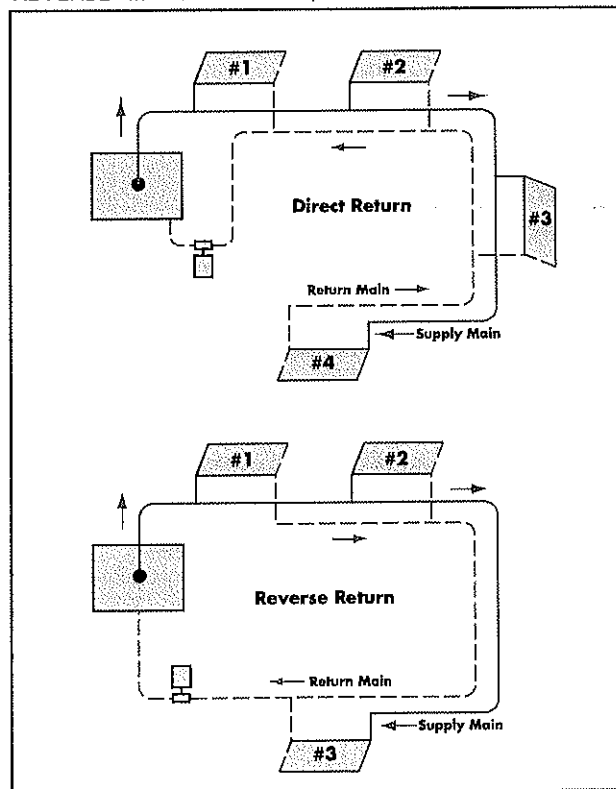 #1
#2
Direct Return
#3
Return Main
Supply Main
#4
#1
#2
Reverse Return
Return Main
Supply Main
#3